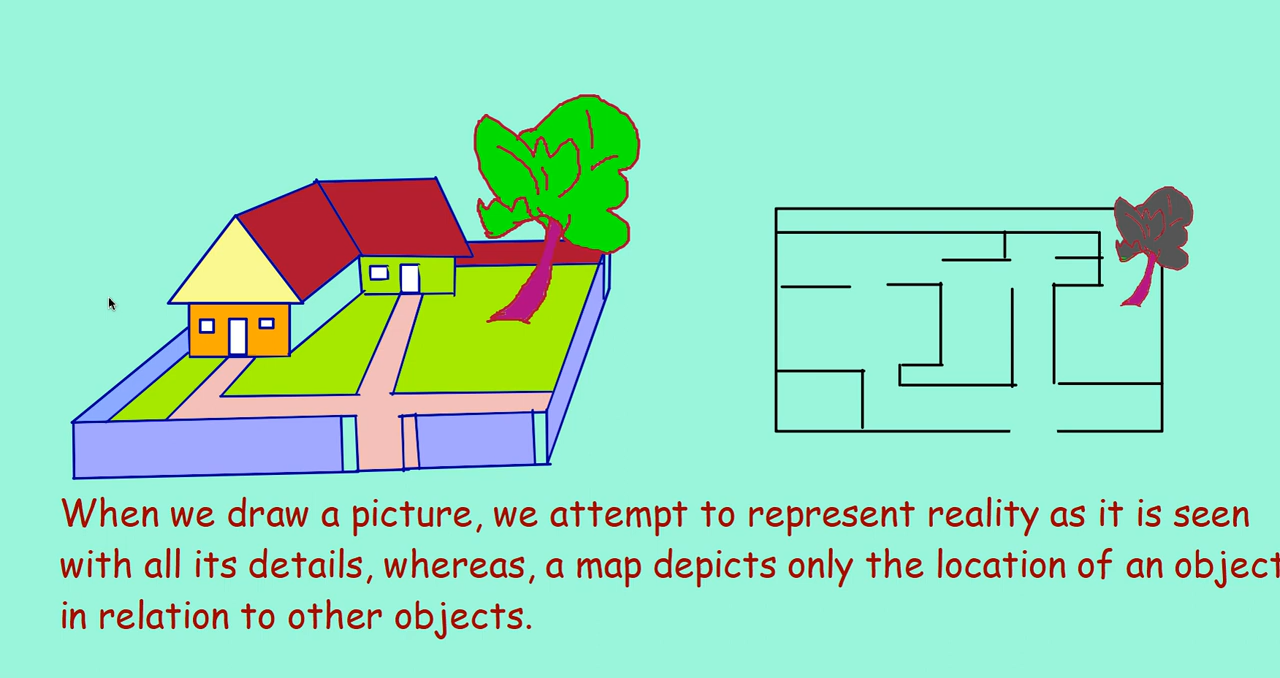 When we draw a picture, we attempt to represent reality as it is seen
with all its details, whereas, a map depicts only the location of an object
in relation to other objects.